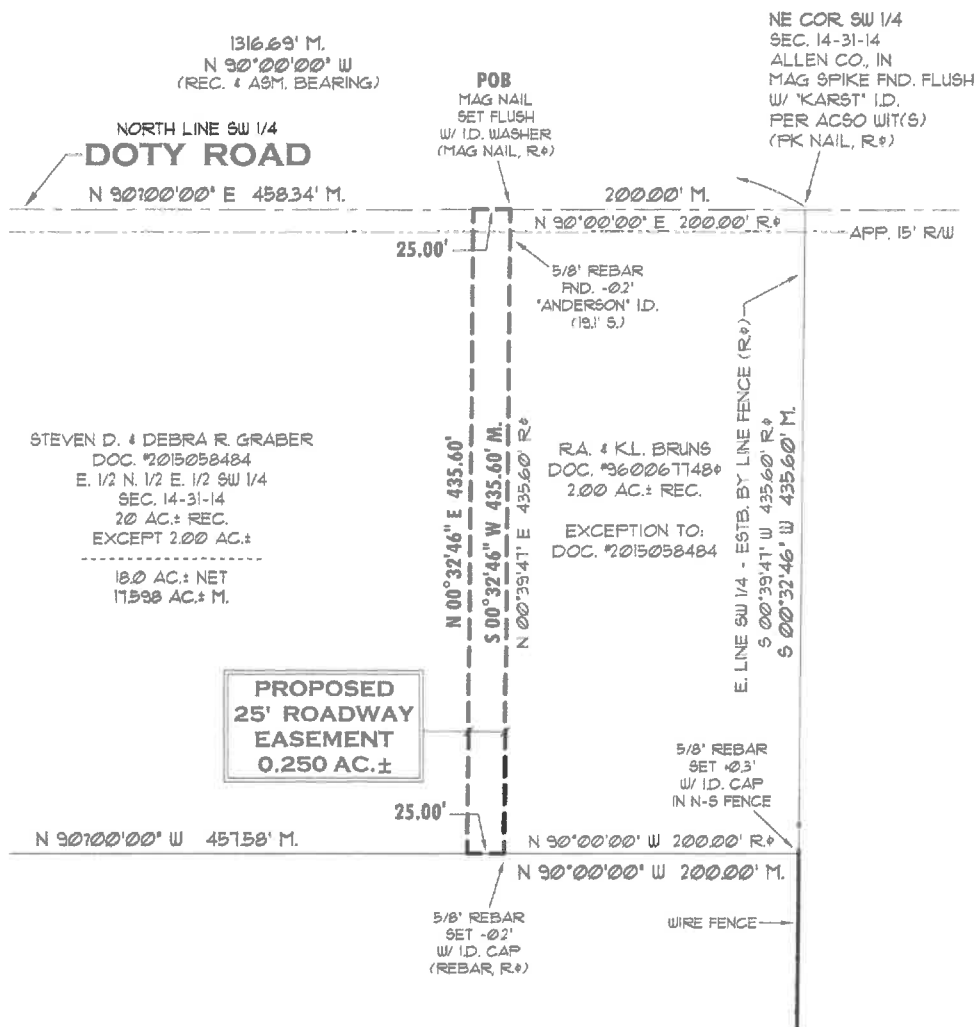 1316.69' M.
N 90°00'00" W
(REC. & ASM. BEARING)
NE COR SW 1/4
SEC. 14-31-14
ALLEN CO., IN
MAG SPIKE FND. FLUSH
W/ "KARST" I.D.
PER ACSO WIT(S)
(PK NAIL, R#)
POB
MAG NAIL
SET FLUSH
W/ I.D. WASHER
(MAG NAIL, R#)
NORTH LINE SW 1/4
DOTY ROAD
N 90°00'00" E 458.34' M.
200.00' M.
N 90°00'00" E 200.00' R#
25.00'
APP. 15' R/W
5/8" REBAR
FND. -0.2'
"ANDERSON" I.D.
(19.1' S.)
E. LINE SW 1/4 - ESTB. BY LINE FENCE (R#)
S 00°39'47" W 435.60' R#
S 00°32'46" W 435.60' M.
STEVEN D. & DEBRA R. GRABER
DOC. #2015058484
E. 1/2 N. 1/2 E. 1/2 SW 1/4
SEC. 14-31-14
20 AC.± REC.
EXCEPT 2.00 AC.±
18.0 AC.± NET
17.598 AC.± M.
N 00°32'46" E 435.60'
S 00°32'46" W 435.60' M.
N 00°39'47" E 435.60' R#
R.A. & K.L. BRUNS
DOC. #960067748#
2.00 AC.± REC.
EXCEPTION TO:
DOC. #2015058484
PROPOSED
25' ROADWAY
EASEMENT
0.250 AC.±
5/8" REBAR
SET +0.3'
W/ I.D. CAP
IN N-S FENCE
25.00'
N 90°00'00" W 457.58' M.
N 90°00'00" W 200.00' R#
N 90°00'00" W 200.00' M.
5/8" REBAR
SET -0.2'
W/ I.D. CAP
(REBAR, R#)
WIRE FENCE